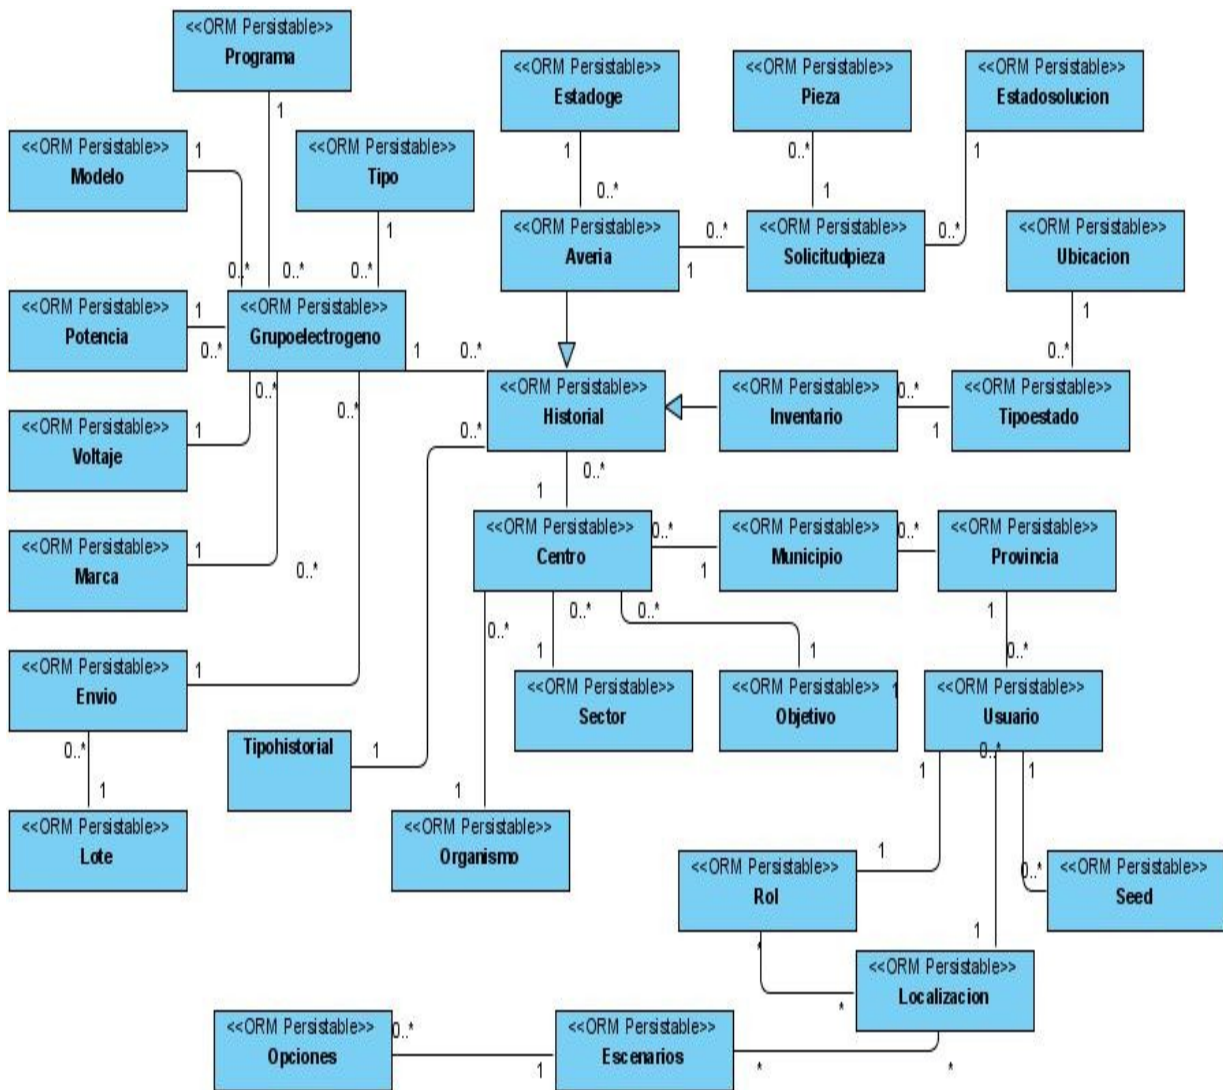 <<ORM Persistable>>
Programa
1
<<ORM Persistable>>
Estadoge
1
<<ORM Persistable>>
Pieza
0..*
<<ORM Persistable>>
Estadosolucion
1
<<ORM Persistable>>
Modelo
1
<<ORM Persistable>>
Tipo
1
0..*
0..*
0..*
0..*
1
<<ORM Persistable>>
Averia
0..*
1
<<ORM Persistable>>
Solicitudpieza
0..*
<<ORM Persistable>>
Ubicacion
1
0..*
<<ORM Persistable>>
Potencia
1
0..*
<<ORM Persistable>>
Grupoelectrogeno
1
0..*
0..*
0..*
<<ORM Persistable>>
Historial
0..*
0..*
<<ORM Persistable>>
Inventario
0..*
1
<<ORM Persistable>>
Tipoestado
<<ORM Persistable>>
Voltaje
1
1
<<ORM Persistable>>
Centro
0..*
1
<<ORM Persistable>>
Municipio
0..*
<<ORM Persistable>>
Provincia
1
0..*
<<ORM Persistable>>
Marca
1
0..*
0..*
0..*
0..*
1
1
1
<<ORM Persistable>>
Envio
1
0..*
1
<<ORM Persistable>>
Sector
<<ORM Persistable>>
Objetivo
<<ORM Persistable>>
Usuario
1
0..*
1
Tipohistorial
1
1
<<ORM Persistable>>
Lote
<<ORM Persistable>>
Organismo
1
<<ORM Persistable>>
Rol
*
0..*
<<ORM Persistable>>
Seed
1
*
<<ORM Persistable>>
Localizacion
*
<<ORM Persistable>>
Opciones
0..*
1
<<ORM Persistable>>
Escenarios
*